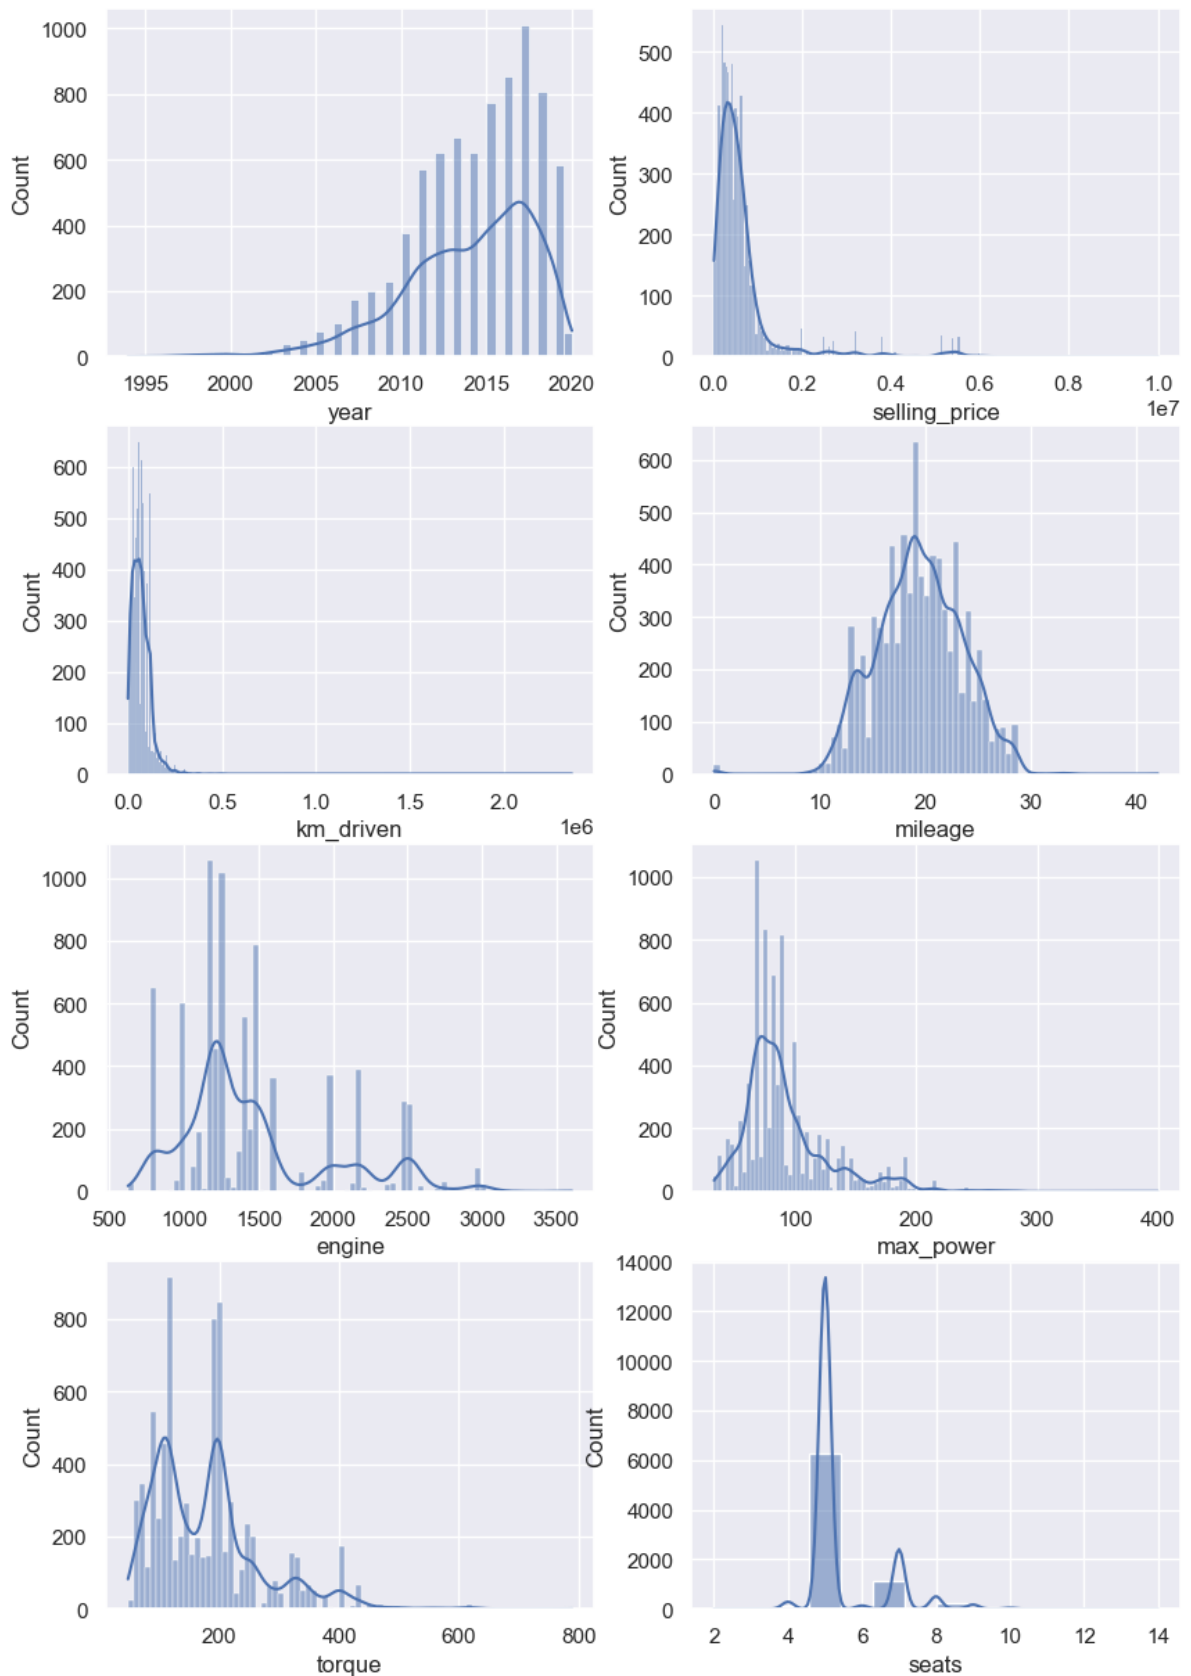 1000
800
600
400
200
0
Count
1995 2000 2005 2010 2015 2020
year
500
400
300
200
100
0
Count
0.0 0.2 0.4 0.6 0.8 1.0
1e7
selling_price
600
500
400
300
200
100
0
Count
0.0 0.5 1.0 1.5 2.0
1e6
km_driven
600
500
400
300
200
100
0
Count
0 10 20 30 40
mileage
1000
800
600
400
200
0
Count
500 1000 1500 2000 2500 3000 3500
engine
1000
800
600
400
200
0
Count
100 200 300 400
max_power
800
600
400
200
0
Count
200 400 600 800
torque
14000
12000
10000
8000
6000
4000
2000
0
Count
2 4 6 8 10 12 14
seats